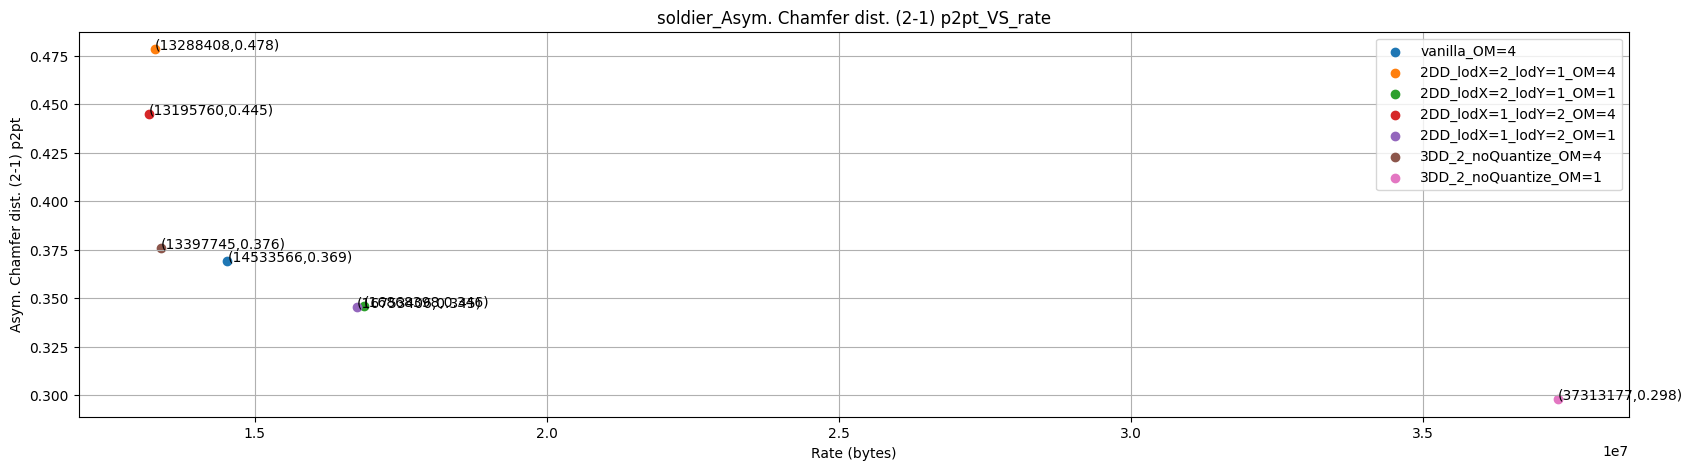 soldier_Asym. Chamfer dist. (2-1) p2pt_VS_rate
(13288408,0.478)
(13195760,0.445)
(13397745,0.376)
(14533566,0.369)
(16868398,0.346)
(37313177,0.298)
vanilla_OM=4
2DD_lodX=2_lodY=1_OM=4
2DD_lodX=2_lodY=1_OM=1
2DD_lodX=1_lodY=2_OM=4
2DD_lodX=1_lodY=2_OM=1
3DD_2_noQuantize_OM=4
3DD_2_noQuantize_OM=1
Asym. Chamfer dist. (2-1) p2pt
0.475
0.450
0.425
0.400
0.375
0.350
0.325
0.300
1.5
2.0
2.5
3.0
3.5
1e7
Rate (bytes)